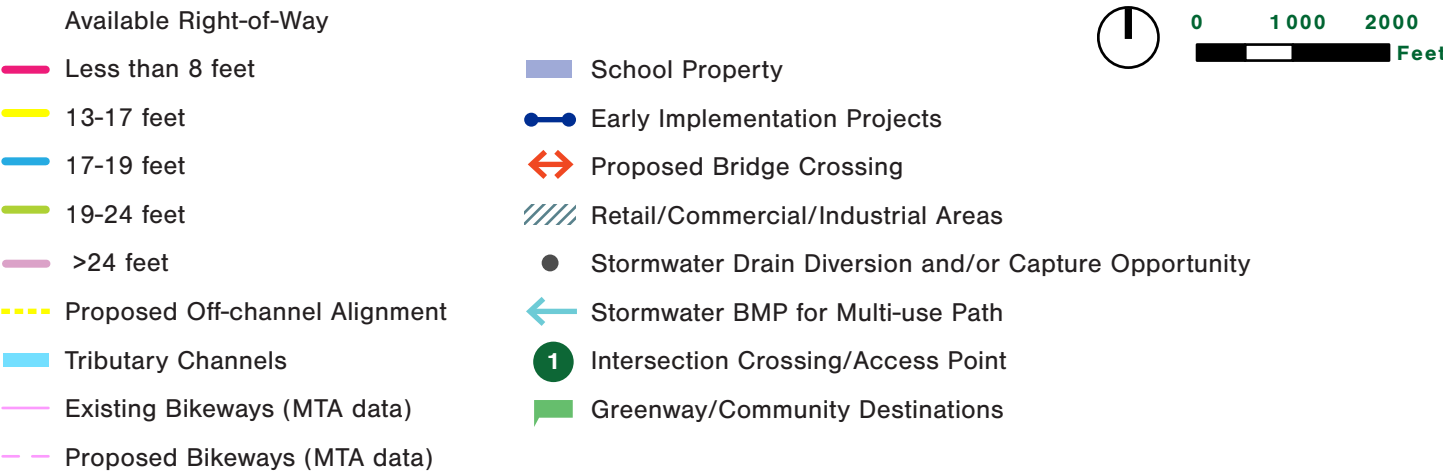 Available Right-of-Way
Less than 8 feet
13-17 feet
17-19 feet
19-24 feet
>24 feet
Proposed Off-channel Alignment
Tributary Channels
Existing Bikeways (MTA data)
Proposed Bikeways (MTA data)
School Property
Early Implementation Projects
Proposed Bridge Crossing
Retail/Commercial/Industrial Areas
Stormwater Drain Diversion and/or Capture Opportunity
Stormwater BMP for Multi-use Path
1 Intersection Crossing/Access Point
Greenway/Community Destinations
0 1000 2000
Feet